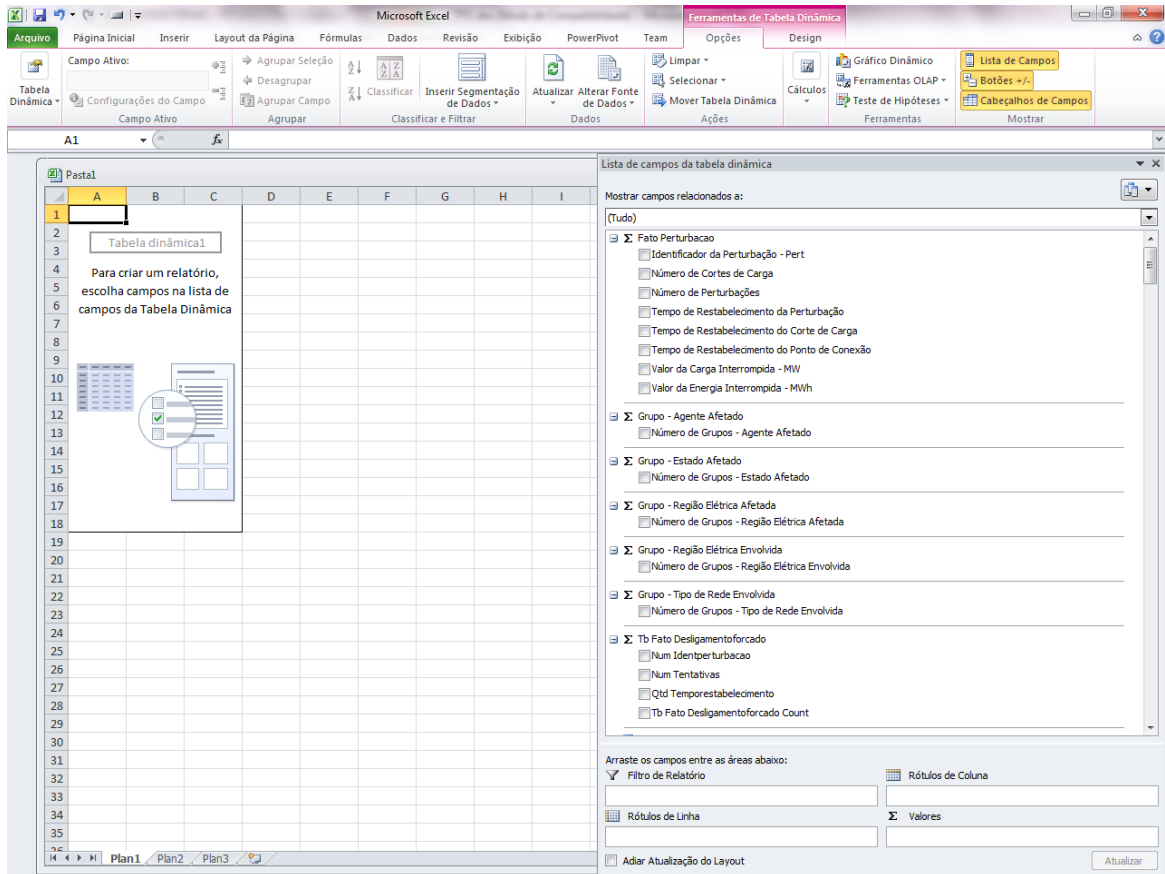 Microsoft Excel
Ferramentas de Tabela Dinâmica
Arquivo Página Inicial Inserir Layout da Página Fórmulas Dados Revisão Exibição PowerPivot Team Opções Design
Tabela Dinâmica
Campo Ativo:
Configurações do Campo
Campo Ativo
Agrupar Seleção
Desagrupar
Agrupar Campo
Agrupar
Classificar
Inserir Segmentação de Dados
Classificar e Filtrar
Atualizar
Alterar Fonte de Dados
Dados
Limpar
Selecionar
Mover Tabela Dinâmica
Ações
Cálculos
Gráfico Dinâmico
Ferramentas OLAP
Teste de Hipóteses
Ferramentas
Lista de Campos
Botões +/-
Cabeçalhos de Campos
Mostrar
A1
fx
Pasta1
A B C D E F G H I
1
2
3
4
5
6
7
8
9
10
11
12
13
14
15
16
17
18
19
20
21
22
23
24
25
26
27
28
29
30
31
32
33
34
35
Tabela dinâmica1
Para criar um relatório,
escolha campos na lista de
campos da Tabela Dinâmica
Plan1 Plan2 Plan3
Lista de campos da tabela dinâmica
Mostrar campos relacionados a:
(Tudo)
Σ Fato Perturbacao
Identificador da Perturbação - Pert
Número de Cortes de Carga
Número de Perturbações
Tempo de Restabelecimento da Perturbação
Tempo de Restabelecimento do Corte de Carga
Tempo de Restabelecimento do Ponto de Conexão
Valor da Carga Interrompida - MW
Valor da Energia Interrompida - MWh
Σ Grupo - Agente Afetado
Número de Grupos - Agente Afetado
Σ Grupo - Estado Afetado
Número de Grupos - Estado Afetado
Σ Grupo - Região Elétrica Afetada
Número de Grupos - Região Elétrica Afetada
Σ Grupo - Região Elétrica Envolvida
Número de Grupos - Região Elétrica Envolvida
Σ Grupo - Tipo de Rede Envolvida
Número de Grupos - Tipo de Rede Envolvida
Σ Tb Fato Desligamentoforcado
Num Identperturbacao
Num Tentativas
Qtd Temporestabelecimento
Tb Fato Desligamentoforcado Count
Arraste os campos entre as áreas abaixo:
Filtro de Relatório
Rótulos de Coluna
Rótulos de Linha
Σ Valores
Adiar Atualização do Layout
Atualizar